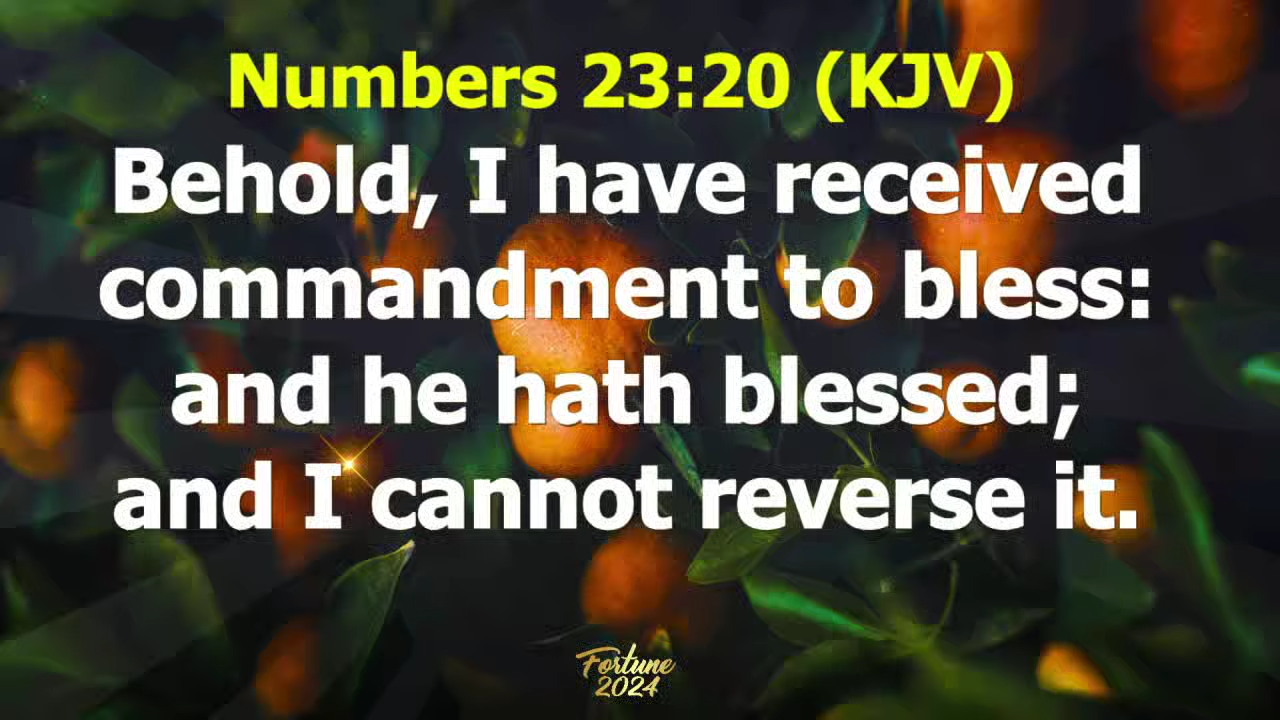 Numbers 23:20 (KJV)
Behold, I have received
commandment to bless:
and he hath blessed;
and I cannot reverse it.
Fortune
2024